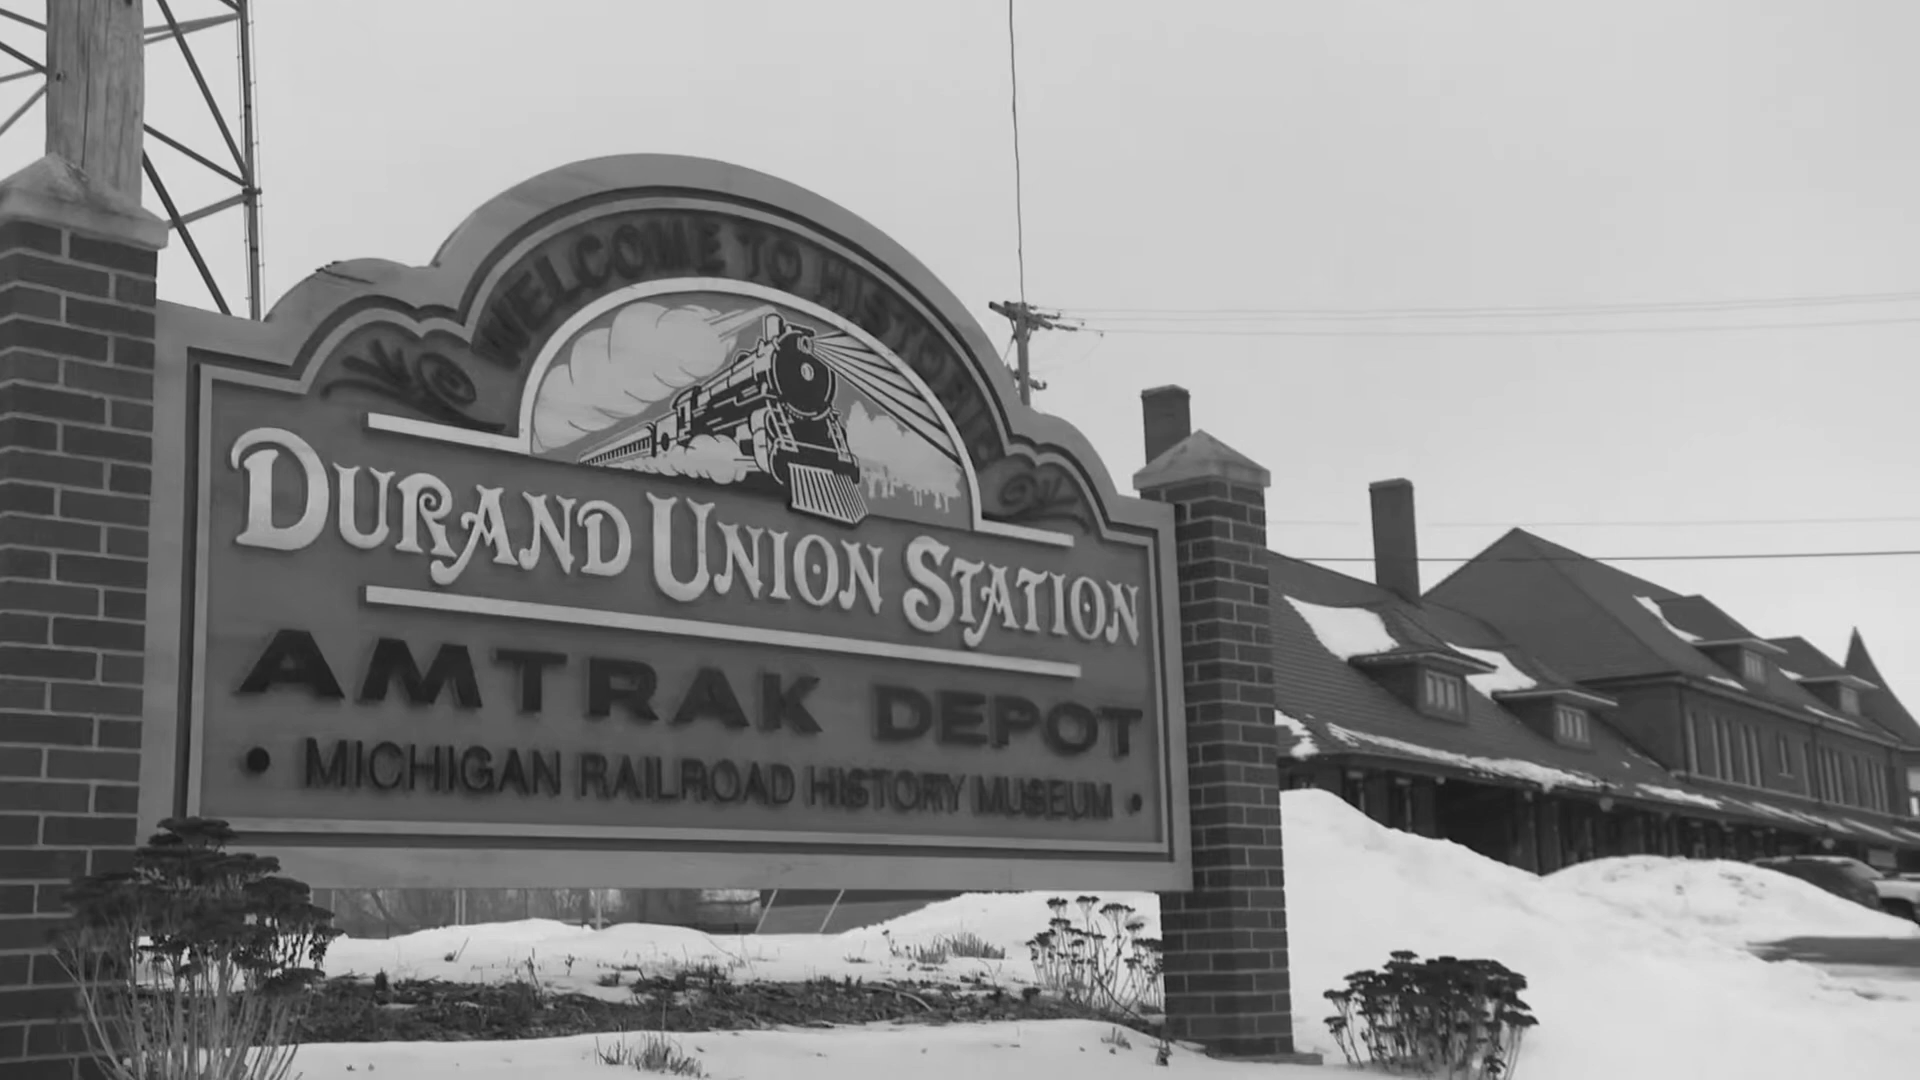 WELCOME TO HISTORIC
DURAND UNION STATION
AMTRAK DEPOT
• MICHIGAN RAILROAD HISTORY MUSEUM •